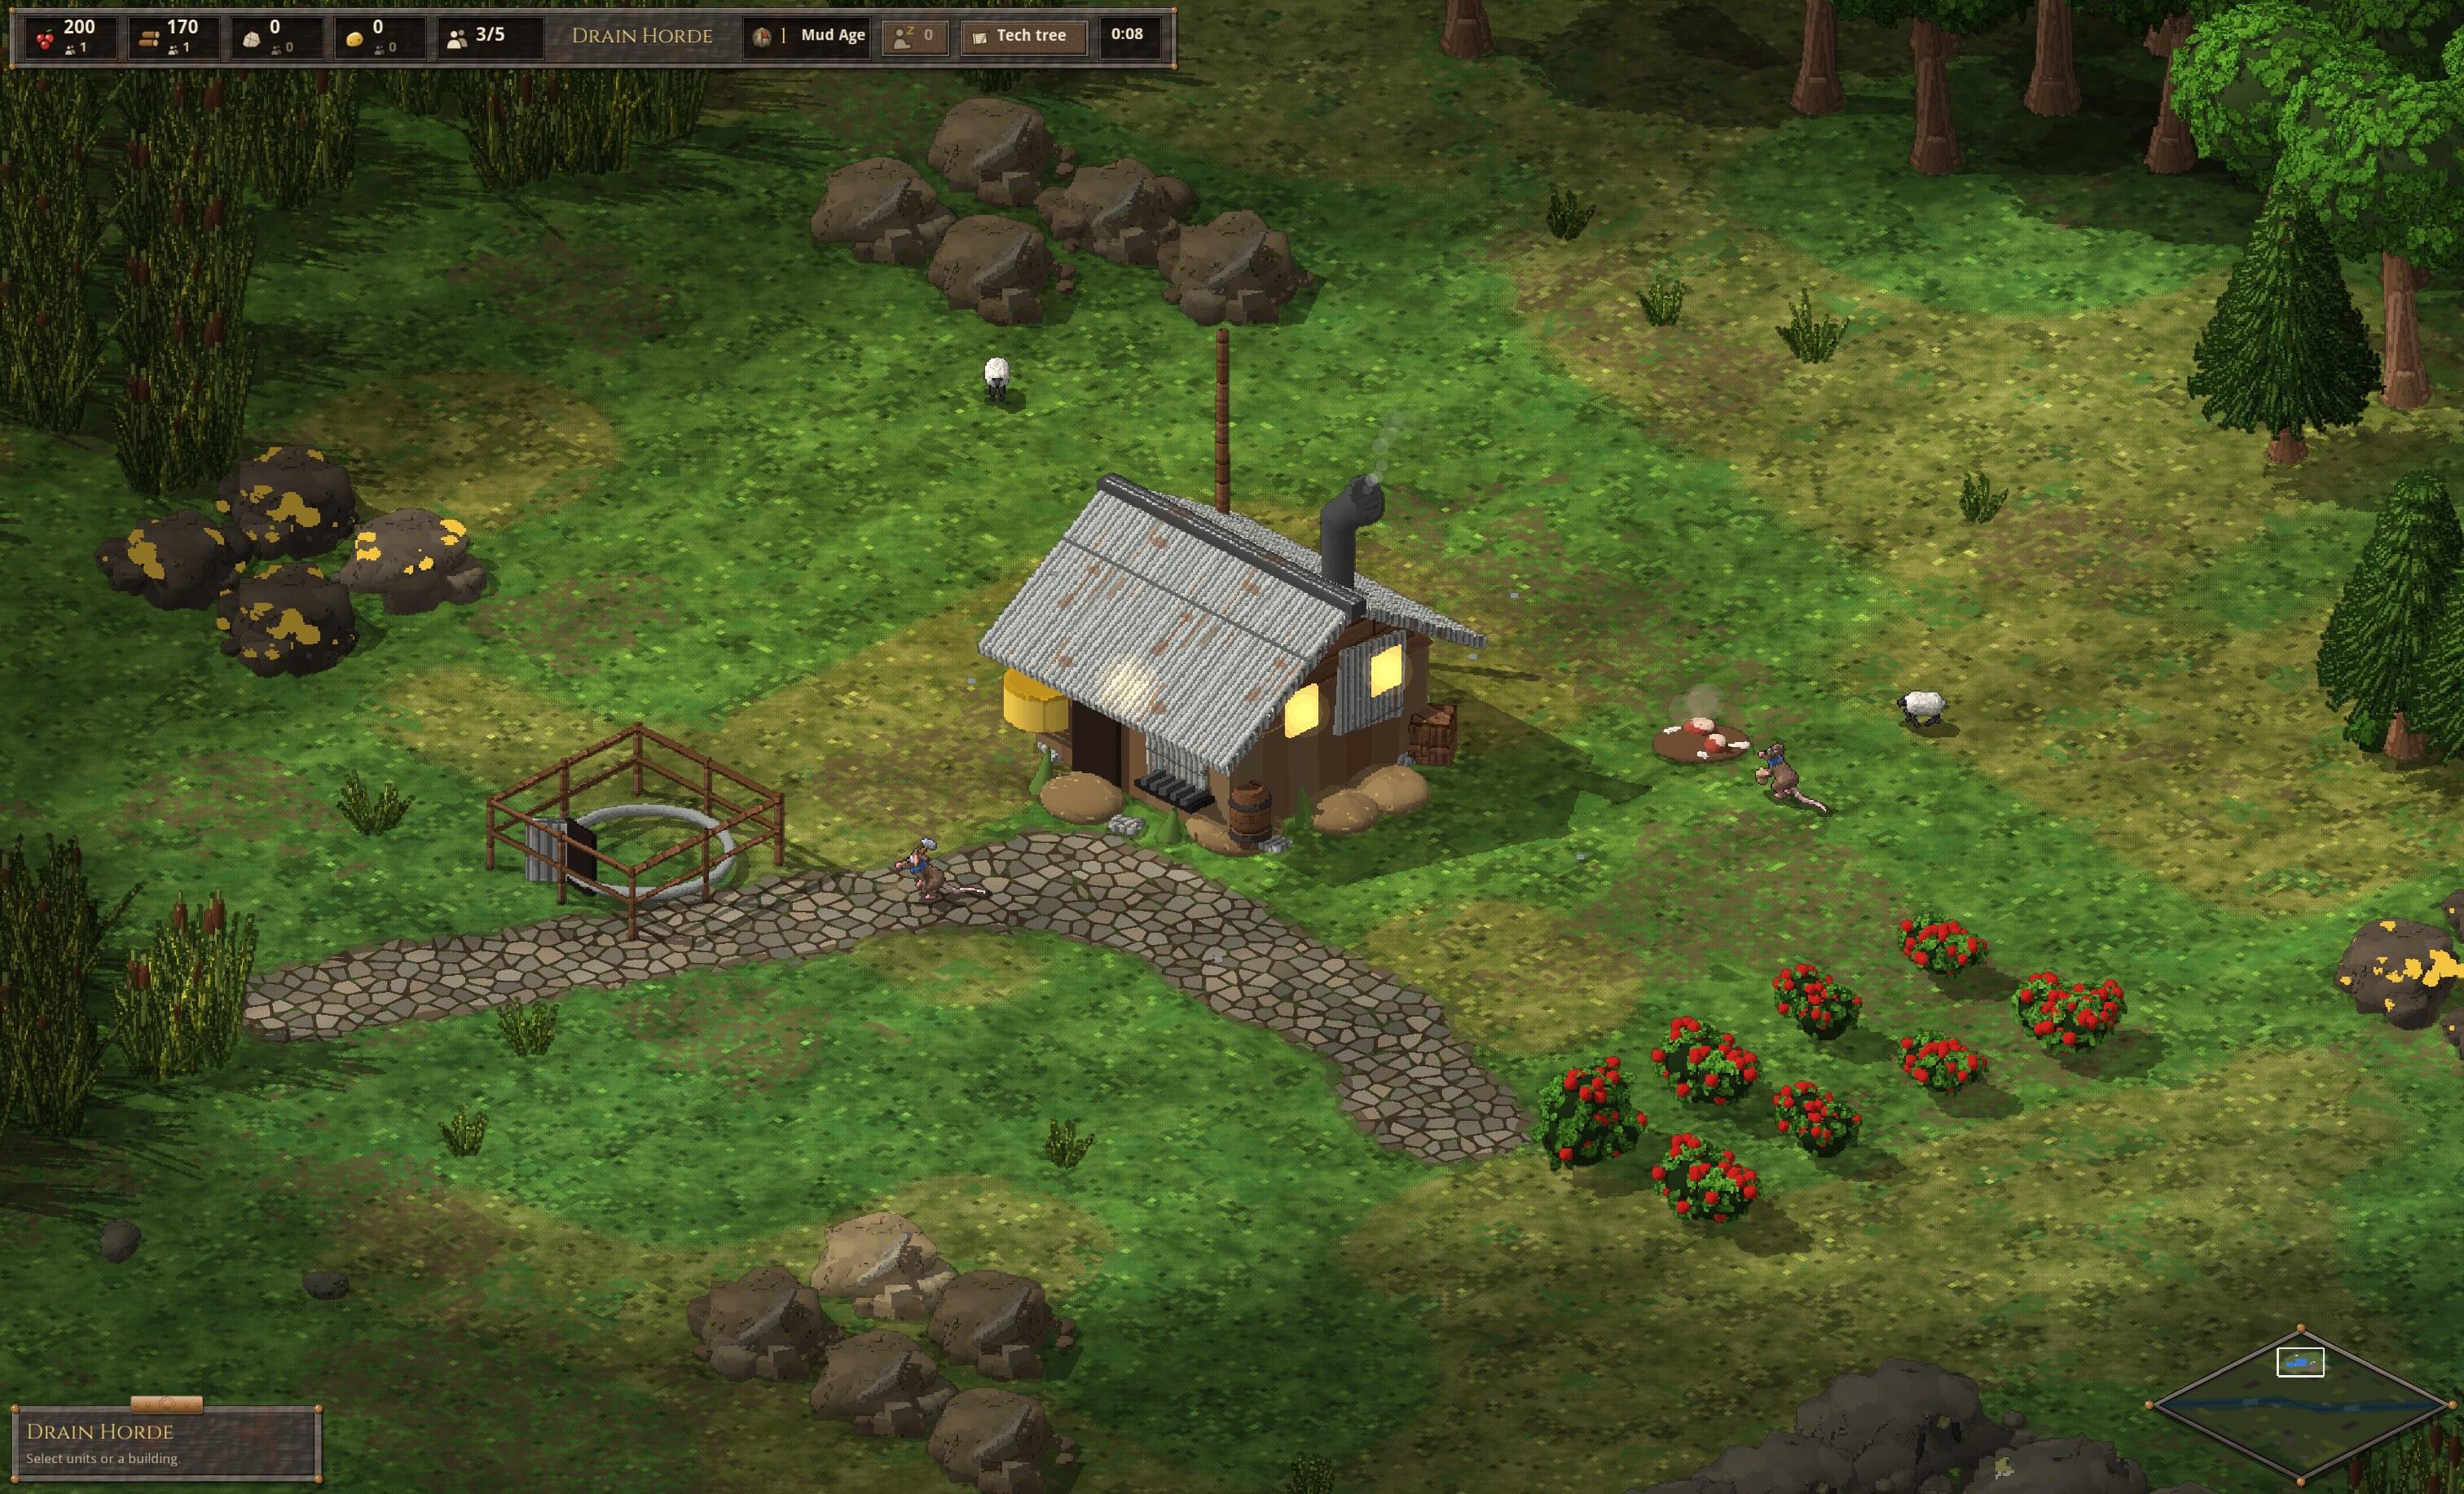 200
1
170
1
0
0
0
0
3/5
DRAIN HORDE
I Mud Age
z 0
Tech tree
0:08
DRAIN HORDE
Select units or a building.